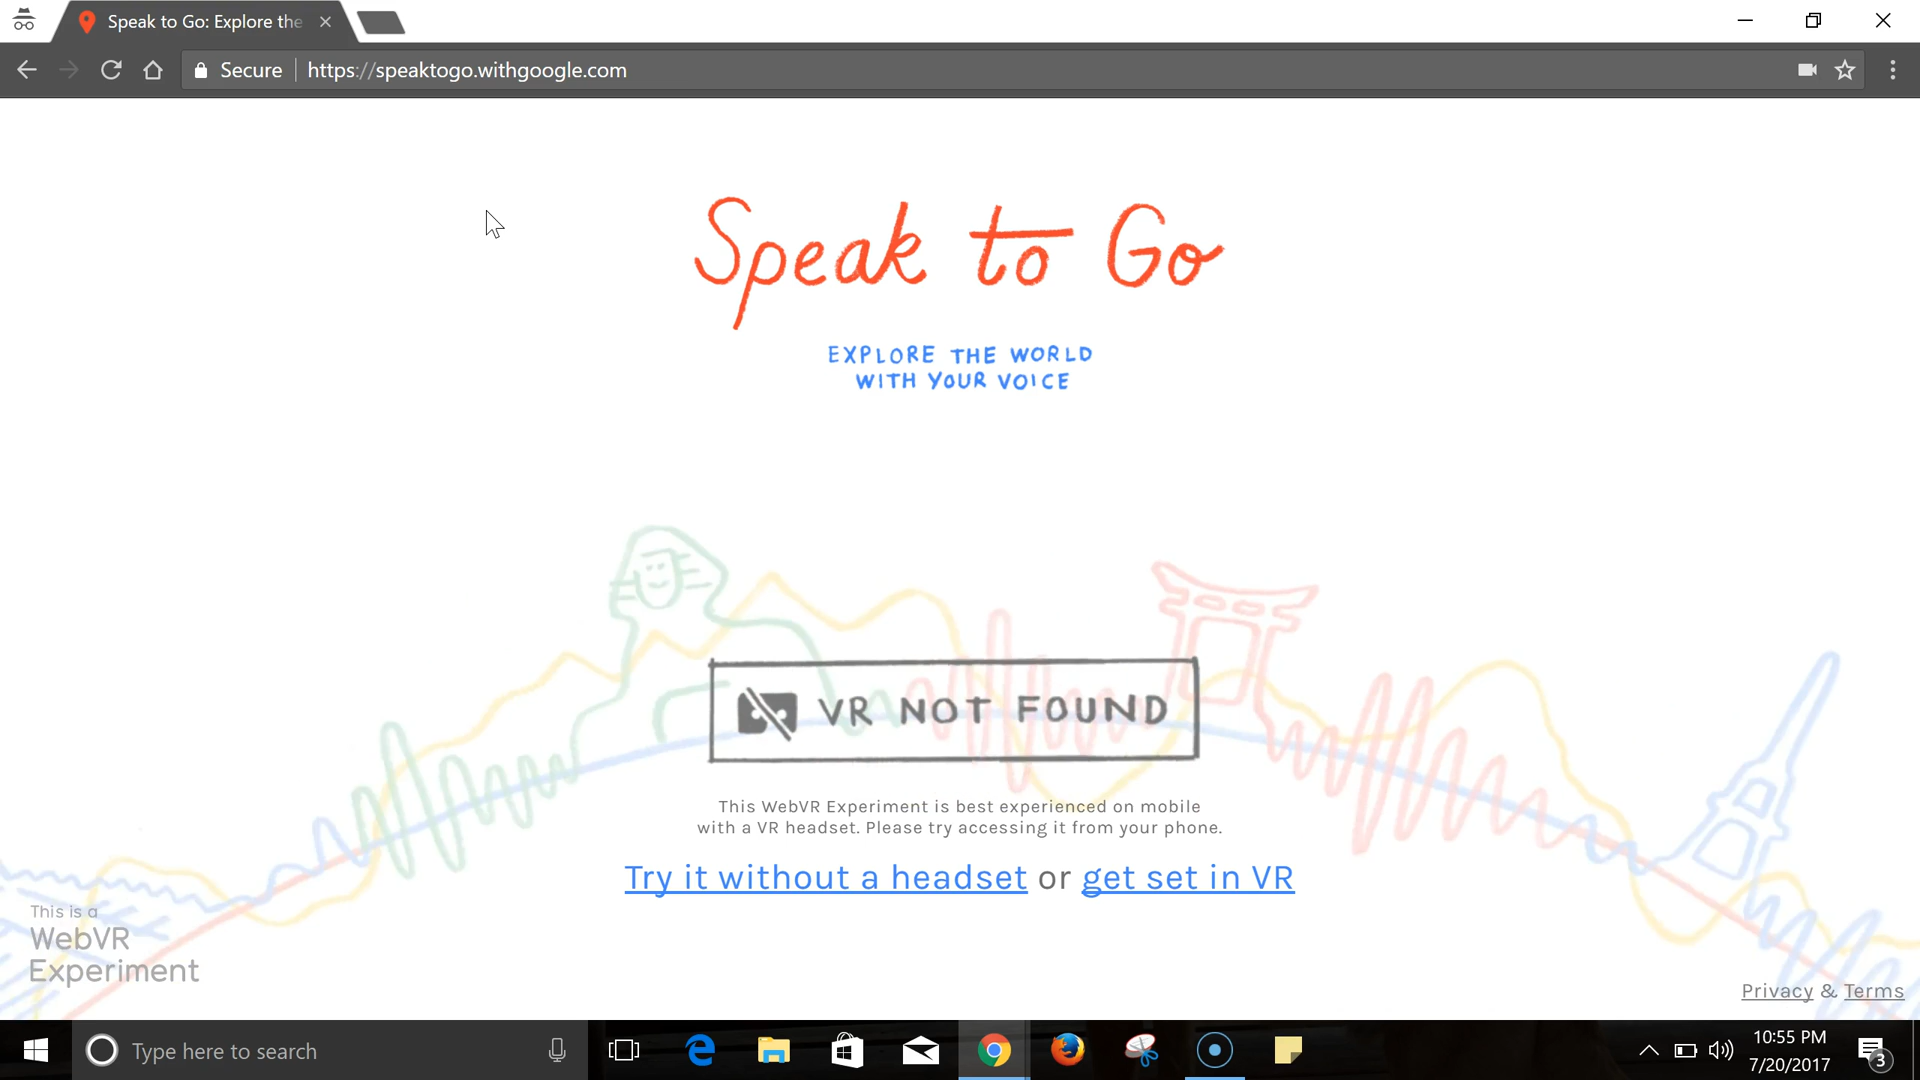 Speak to Go: Explore the
Secure
https://speaktogo.withgoogle.com
Speak to Go
EXPLORE THE WORLD
WITH YOUR VOICE
VR NOT FOUND
This WebVR Experiment is best experienced on mobile
with a VR headset. Please try accessing it from your phone.
Try it without a headset or get set in VR
This is a
WebVR
Experiment
Privacy & Terms
Type here to search
10:55 PM
7/20/2017
3